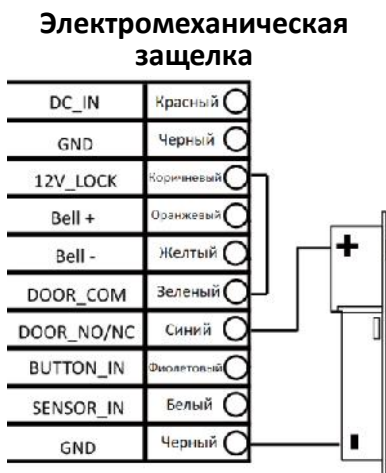 Электромеханическая
защелка
DC_IN Красный
GND Черный
12V_LOCK Коричневый
Bell + Оранжевый
Bell - Желтый
DOOR_COM Зеленый
DOOR_NO/NC Синий
BUTTON_IN Фиолетовый
SENSOR_IN Белый
GND Черный
+
-